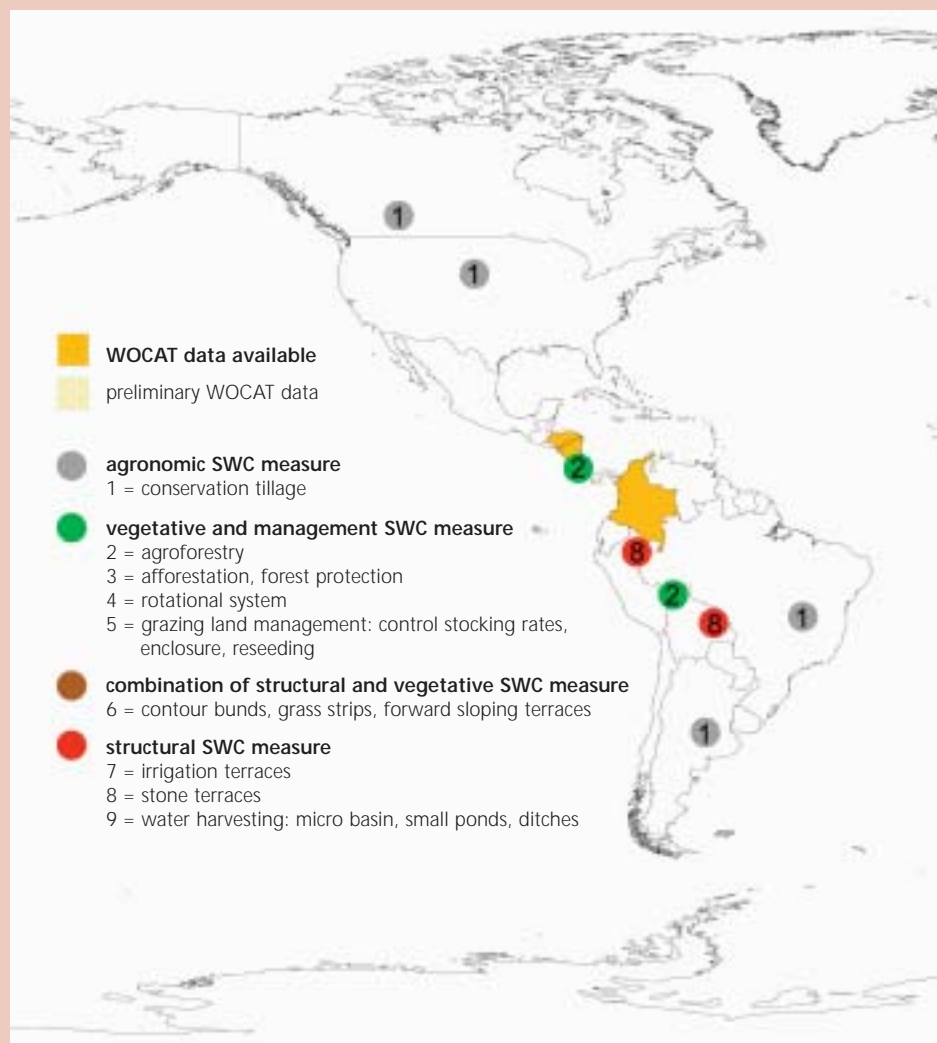 1
1
WOCAT data available
preliminary WOCAT data
agronomic SWC measure
1 = conservation tillage
2
vegetative and management SWC measure
2 = agroforestry
3 = afforestation, forest protection
4 = rotational system
5 = grazing land management: control stocking rates,
enclosure, reseeding
8
2
8
1
combination of structural and vegetative SWC measure
6 = contour bunds, grass strips, forward sloping terraces
1
structural SWC measure
7 = irrigation terraces
8 = stone terraces
9 = water harvesting: micro basin, small ponds, ditches